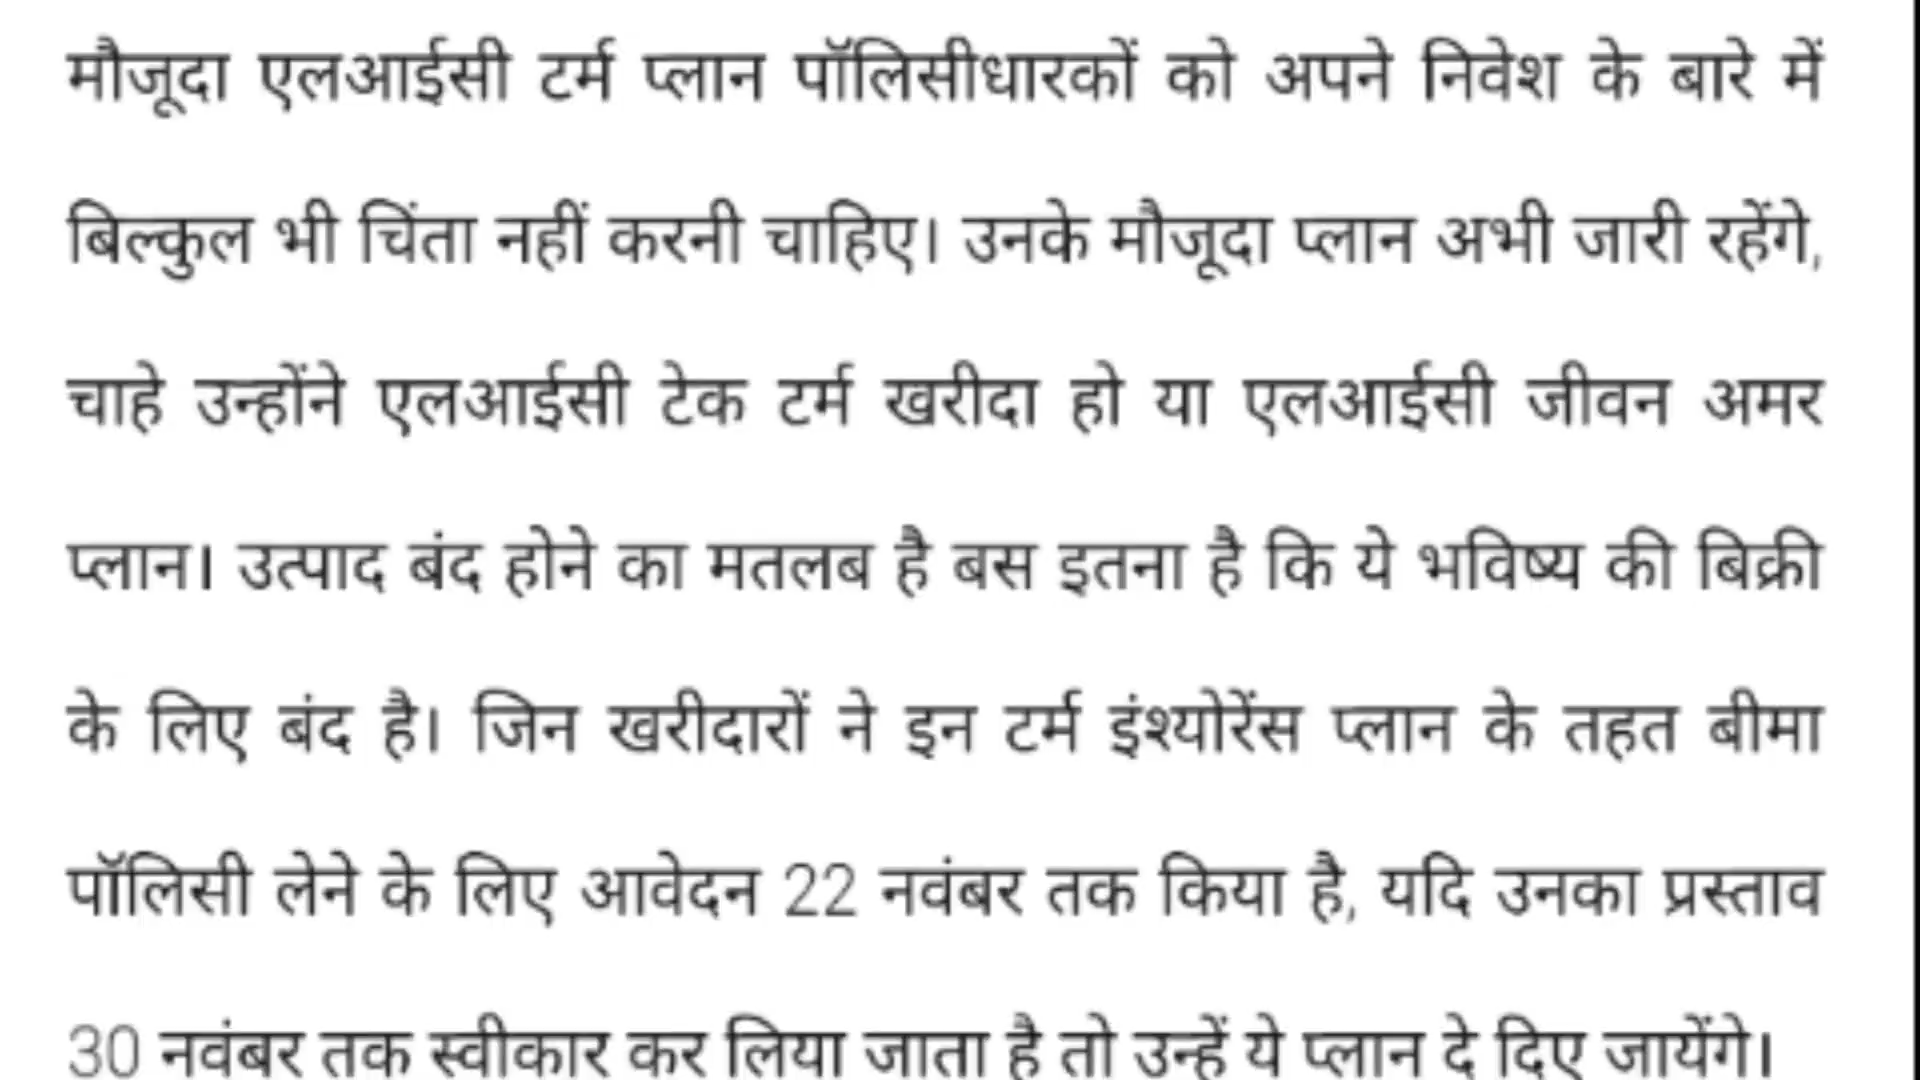 मौजूदा एलआईसी टर्म प्लान पॉलिसीधारकों को अपने निवेश के बारे में
बिल्कुल भी चिंता नहीं करनी चाहिए। उनके मौजूदा प्लान अभी जारी रहेंगे,
चाहे उन्होंने एलआईसी टेक टर्म खरीदा हो या एलआईसी जीवन अमर
प्लान। उत्पाद बंद होने का मतलब है बस इतना है कि ये भविष्य की बिक्री
के लिए बंद है। जिन खरीदारों ने इन टर्म इंश्योरेंस प्लान के तहत बीमा
पॉलिसी लेने के लिए आवेदन 22 नवंबर तक किया है, यदि उनका प्रस्ताव
30 नवंबर तक स्वीकार कर लिया जाता है तो उन्हें ये प्लान दे दिए जायेंगे।